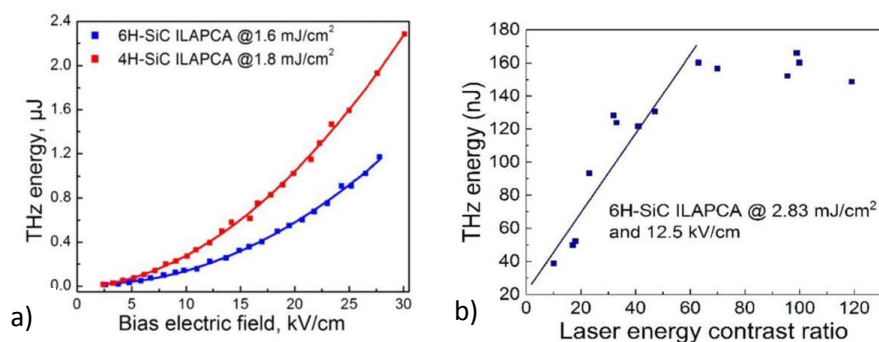 2.4
2.0
1.6
1.2
0.8
0.4
0.0
THz energy, µJ
6H-SiC ILAPCA @1.6 mJ/cm²
4H-SiC ILAPCA @1.8 mJ/cm²
0 5 10 15 20 25 30
Bias electric field, kV/cm
a)
180
160
140
120
100
80
60
40
20
THz energy (nJ)
6H-SiC ILAPCA @ 2.83 mJ/cm²
and 12.5 kV/cm
0 20 40 60 80 100 120
Laser energy contrast ratio
b)